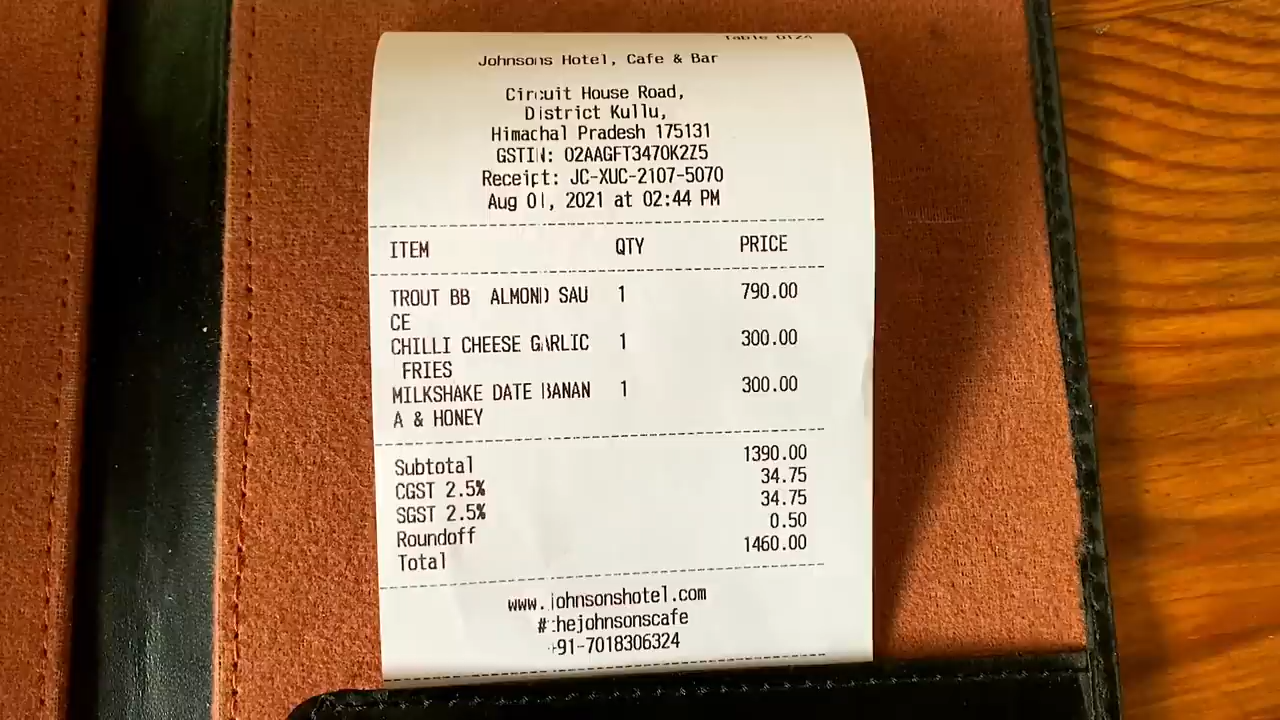 Table 0124
Johnsons Hotel, Cafe & Bar
Circuit House Road,
District Kullu,
Himachal Pradesh 175131
GSTIN: 02AAGFT3470K2Z5
Receipt: JC-XUC-2107-5070
Aug 01, 2021 at 02:44 PM
ITEM QTY PRICE
TROUT BB ALMOND SAU 1 790.00
CE
CHILLI CHEESE GARLIC 1 300.00
FRIES
MILKSHAKE DATE BANAN 1 300.00
A & HONEY
Subtotal 1390.00
CGST 2.5% 34.75
SGST 2.5% 34.75
Roundoff 0.50
Total 1460.00
www.johnsonshotel.com
#thejohnsonscafe
+91-7018306324